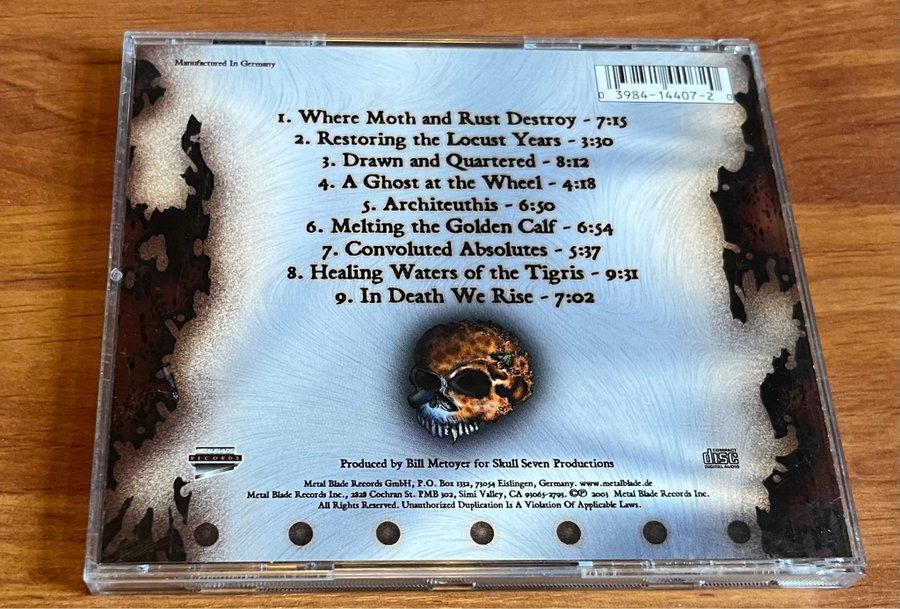 Manufactured In Germany
0 3984-14407-2 0
1. Where Moth and Rust Destroy - 7:15
2. Restoring the Locust Years - 3:30
3. Drawn and Quartered - 8:12
4. A Ghost at the Wheel - 4:18
5. Architeuthis - 6:50
6. Melting the Golden Calf - 6:54
7. Convoluted Absolutes - 5:37
8. Healing Waters of the Tigris - 9:31
9. In Death We Rise - 7:02
METAL BLADE
RECORDS
COMPACT
disc
DIGITAL AUDIO
Produced by Bill Metoyer for Skull Seven Productions
Metal Blade Records GmbH, P.O. Box 1332, 73054 Eislingen, Germany. www.metalblade.de
Metal Blade Records Inc., 2828 Cochran St. PMB 302, Simi Valley, CA 93065-2793. ©℗ 2003 Metal Blade Records Inc.
All Rights Reserved. Unauthorized Duplication Is A Violation Of Applicable Laws.